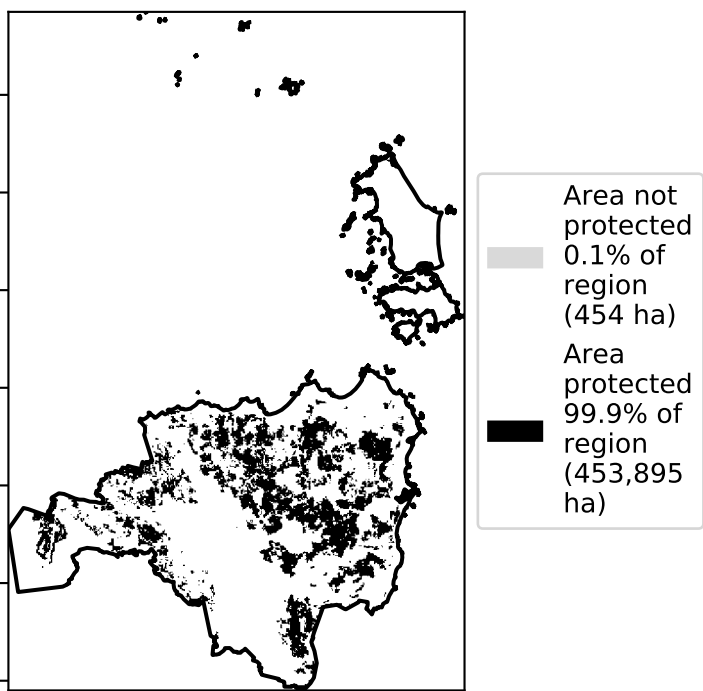 Area not
protected
0.1% of
region
(454 ha)
Area
protected
99.9% of
region
(453,895
ha)